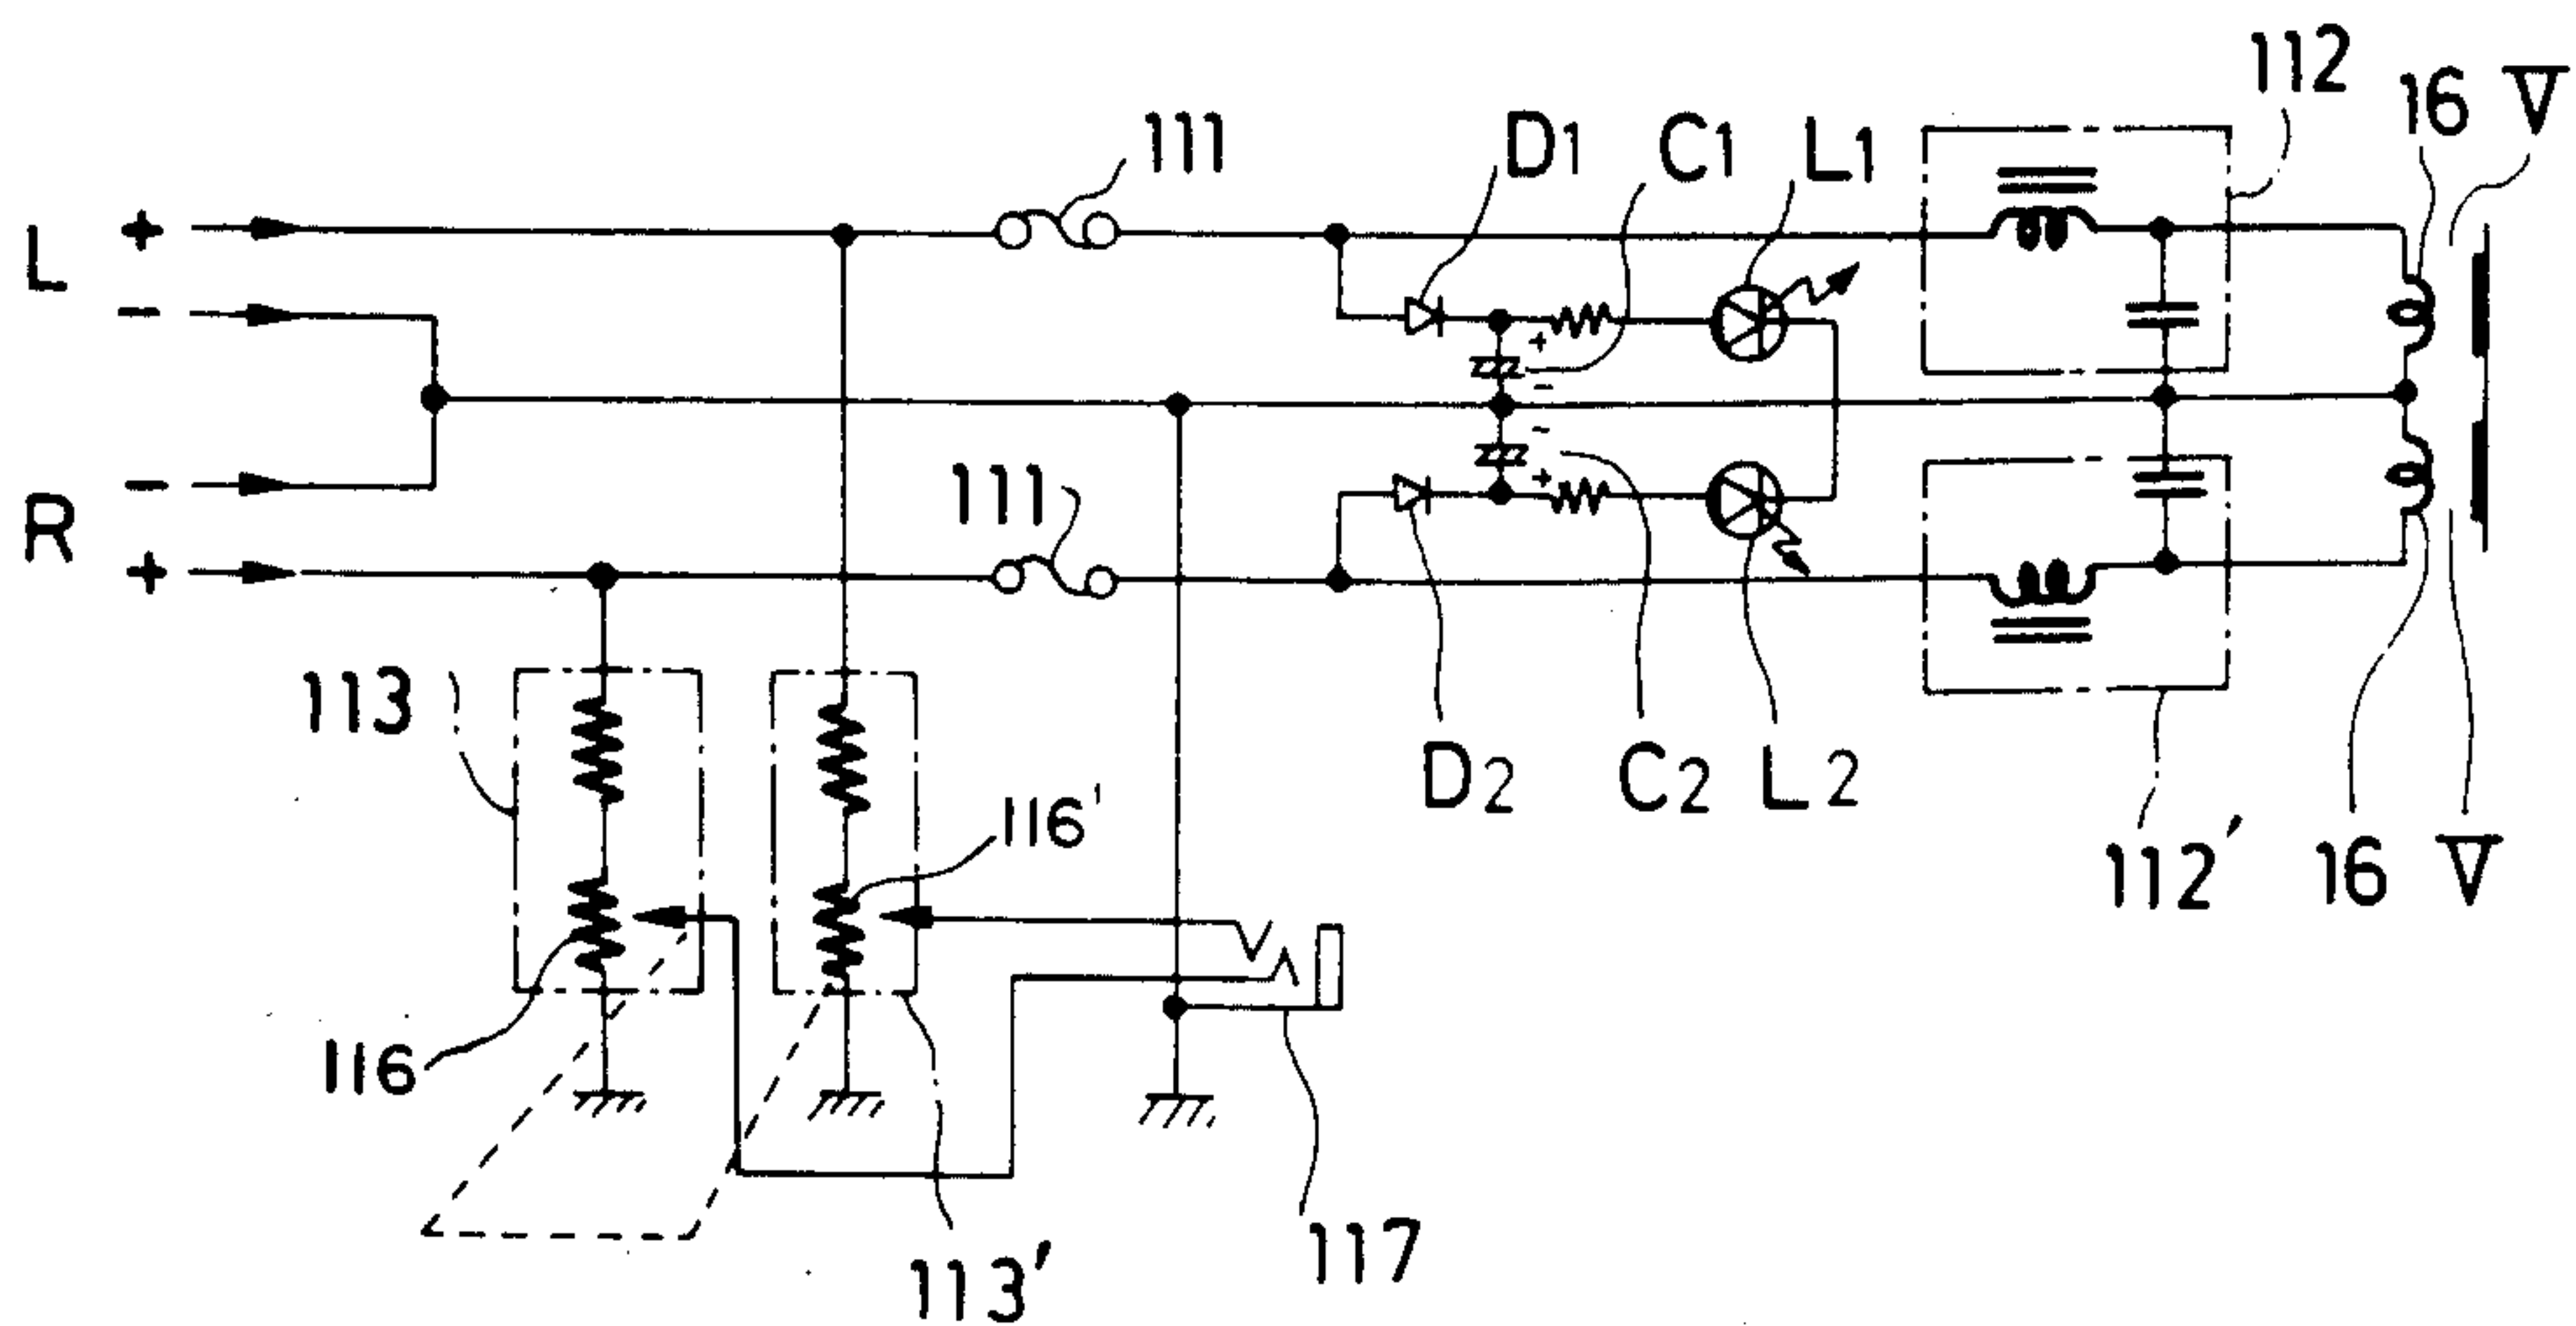 112
16 V
111
D1 C1 L1
L + −
+
−
−
+
R − +
111
113
116'
D2 C2 L2
112'
16 V
116
117
113'